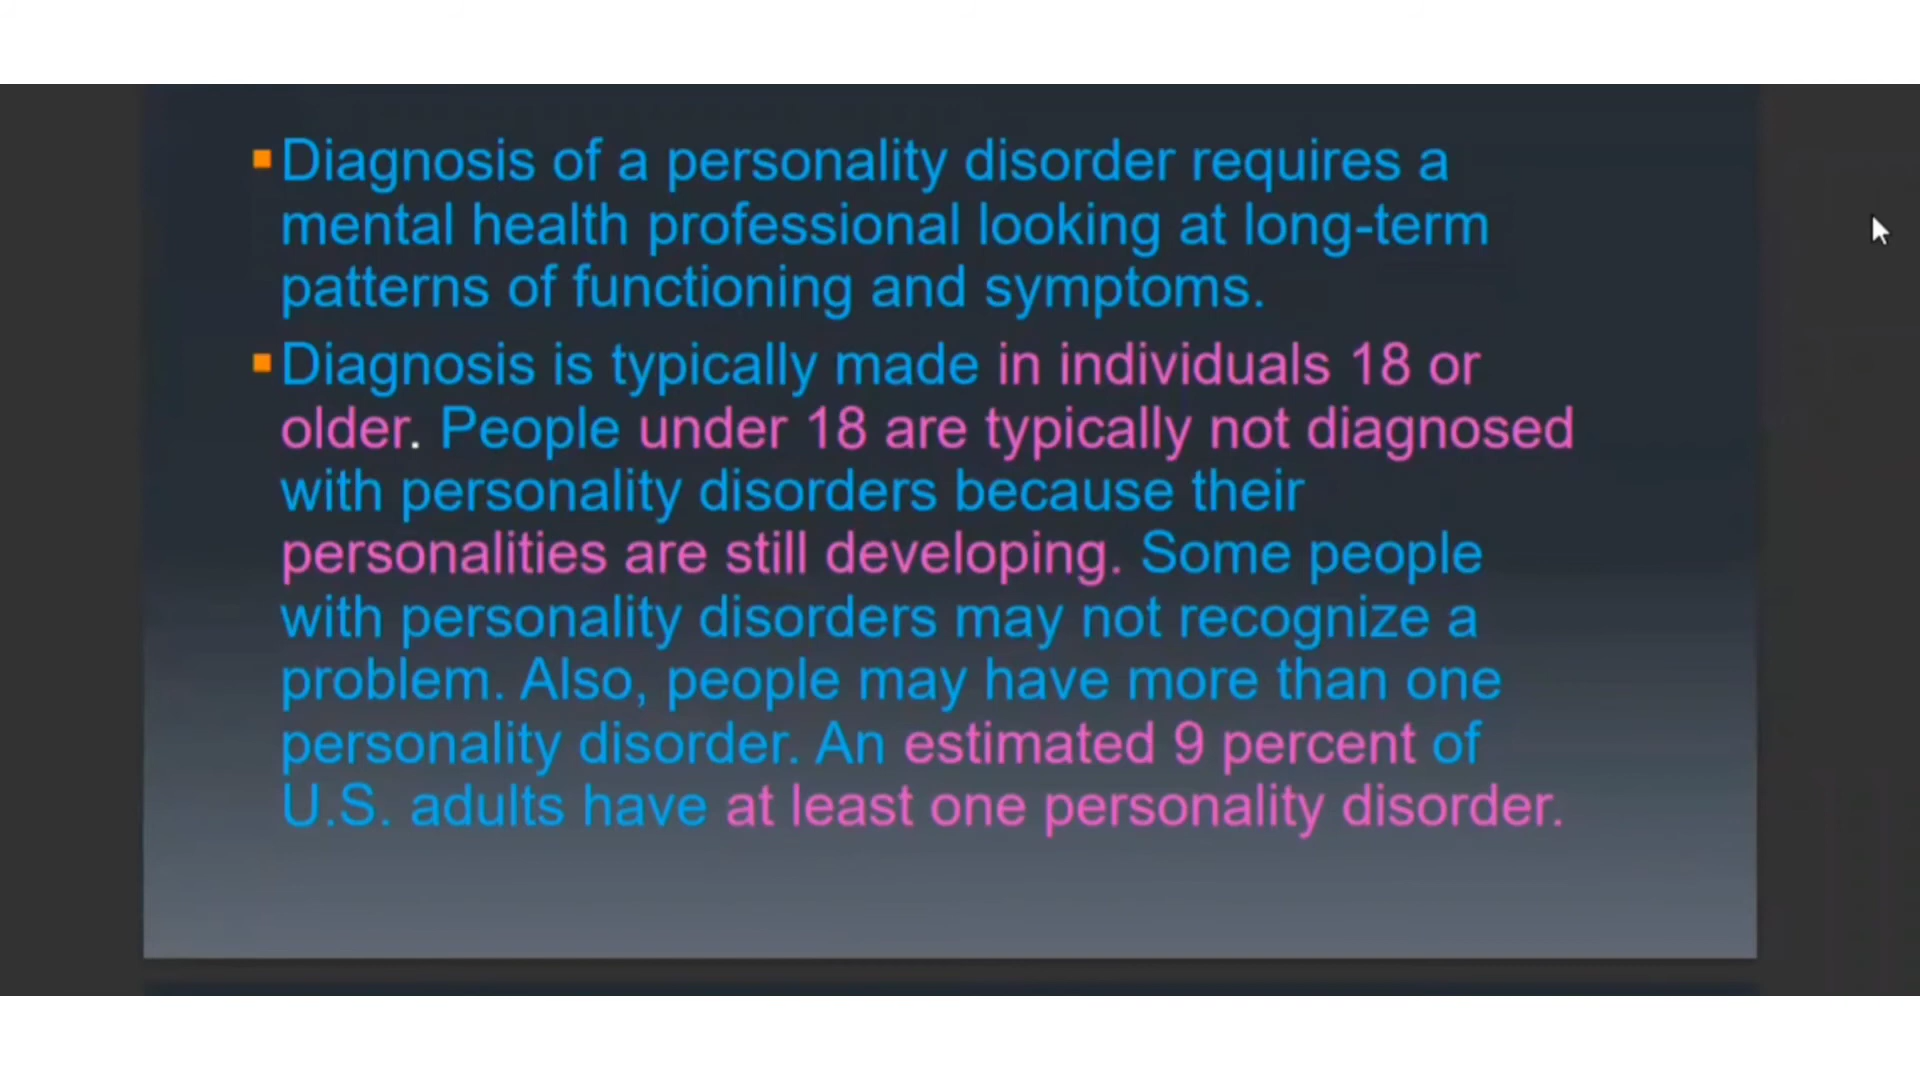 ▪Diagnosis of a personality disorder requires a
mental health professional looking at long-term
patterns of functioning and symptoms.
▪Diagnosis is typically made in individuals 18 or
older. People under 18 are typically not diagnosed
with personality disorders because their
personalities are still developing. Some people
with personality disorders may not recognize a
problem. Also, people may have more than one
personality disorder. An estimated 9 percent of
U.S. adults have at least one personality disorder.